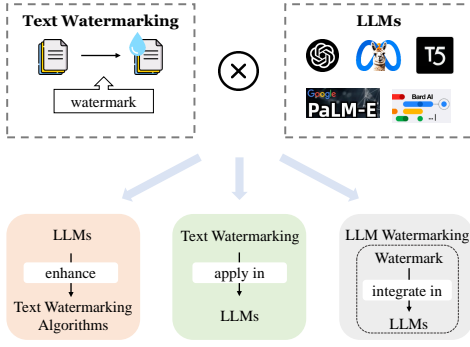 Text Watermarking
watermark
LLMs
T5
Google
PaLM-E
Bard AI
LLMs
enhance
Text Watermarking
Algorithms
Text Watermarking
apply in
LLMs
LLM Watermarking
Watermark
integrate in
LLMs